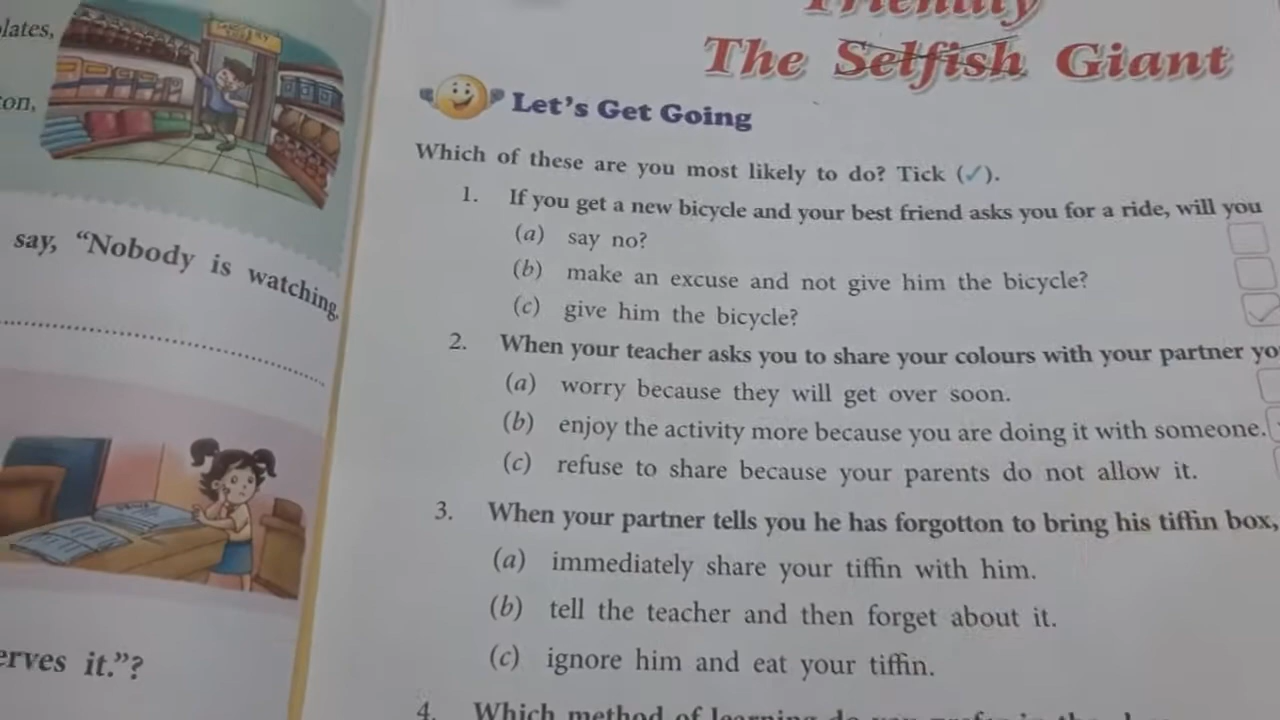 lates,
on,
say, "Nobody is watching,
erves it."?
Friendly
The Selfish Giant
Let's Get Going
Which of these are you most likely to do? Tick (✓).
1. If you get a new bicycle and your best friend asks you for a ride, will you
(a) say no?
(b) make an excuse and not give him the bicycle?
(c) give him the bicycle?
2. When your teacher asks you to share your colours with your partner yo
(a) worry because they will get over soon.
(b) enjoy the activity more because you are doing it with someone.
(c) refuse to share because your parents do not allow it.
3. When your partner tells you he has forgotton to bring his tiffin box,
(a) immediately share your tiffin with him.
(b) tell the teacher and then forget about it.
(c) ignore him and eat your tiffin.
4. Which method of learning do you prefer in the